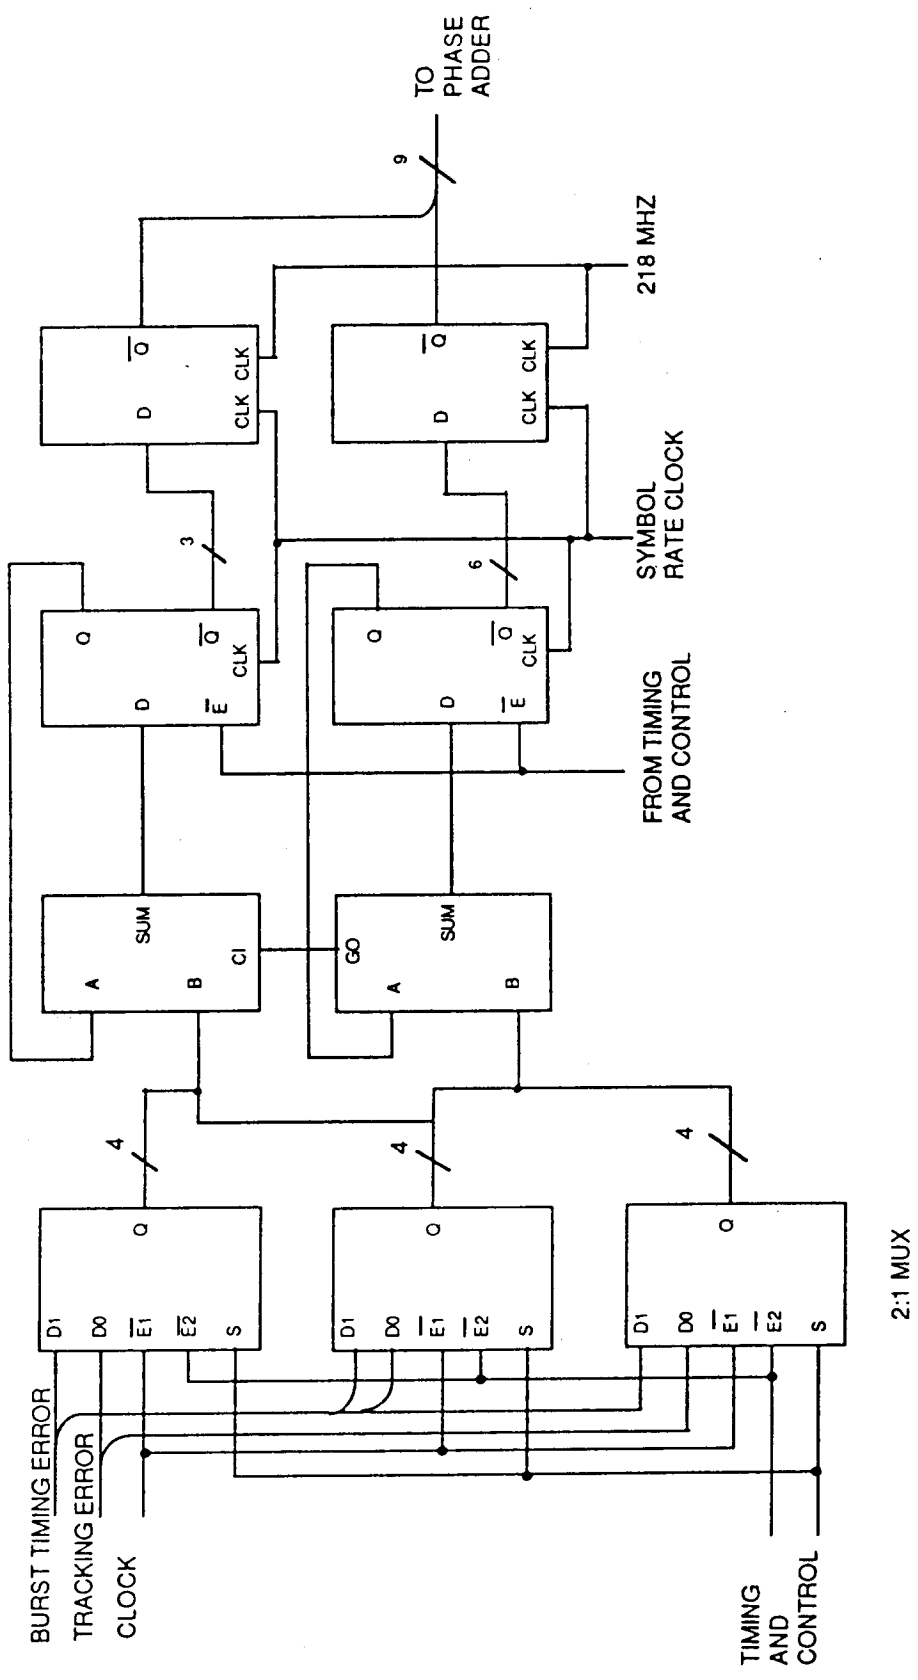 BURST TIMING ERROR
TRACKING ERROR
CLOCK
D1
D0
E1
E2
S
Q
4
A
B
SUM
CI
D
E
Q
Q
CLK
3
D
Q
CLK
CLK
D1
D0
E1
E2
S
Q
4
GO
A
B
SUM
D
E
Q
Q
CLK
6
D
Q
CLK
CLK
9
TO
PHASE
ADDER
D1
D0
E1
E2
S
Q
4
TIMING
AND
CONTROL
FROM TIMING
AND CONTROL
SYMBOL
RATE CLOCK
218 MHZ
2:1 MUX